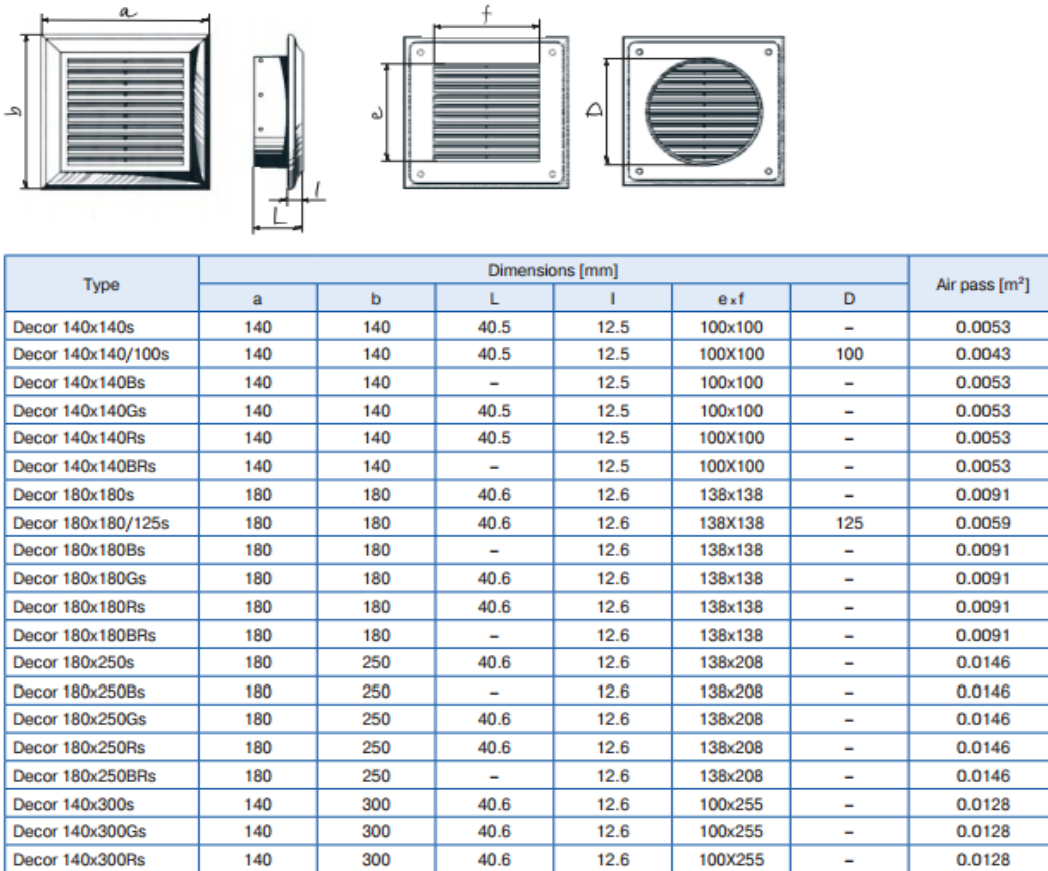 a
b
L
l
f
e
D
Type Dimensions [mm] Air pass [m²]
a b L l e x f D
Decor 140x140s 140 140 40.5 12.5 100x100 – 0.0053
Decor 140x140/100s 140 140 40.5 12.5 100X100 100 0.0043
Decor 140x140Bs 140 140 – 12.5 100x100 – 0.0053
Decor 140x140Gs 140 140 40.5 12.5 100x100 – 0.0053
Decor 140x140Rs 140 140 40.5 12.5 100X100 – 0.0053
Decor 140x140BRs 140 140 – 12.5 100X100 – 0.0053
Decor 180x180s 180 180 40.6 12.6 138x138 – 0.0091
Decor 180x180/125s 180 180 40.6 12.6 138X138 125 0.0059
Decor 180x180Bs 180 180 – 12.6 138x138 – 0.0091
Decor 180x180Gs 180 180 40.6 12.6 138x138 – 0.0091
Decor 180x180Rs 180 180 40.6 12.6 138x138 – 0.0091
Decor 180x180BRs 180 180 – 12.6 138x138 – 0.0091
Decor 180x250s 180 250 40.6 12.6 138x208 – 0.0146
Decor 180x250Bs 180 250 – 12.6 138x208 – 0.0146
Decor 180x250Gs 180 250 40.6 12.6 138x208 – 0.0146
Decor 180x250Rs 180 250 40.6 12.6 138x208 – 0.0146
Decor 180x250BRs 180 250 – 12.6 138x208 – 0.0146
Decor 140x300s 140 300 40.6 12.6 100x255 – 0.0128
Decor 140x300Gs 140 300 40.6 12.6 100x255 – 0.0128
Decor 140x300Rs 140 300 40.6 12.6 100X255 – 0.0128